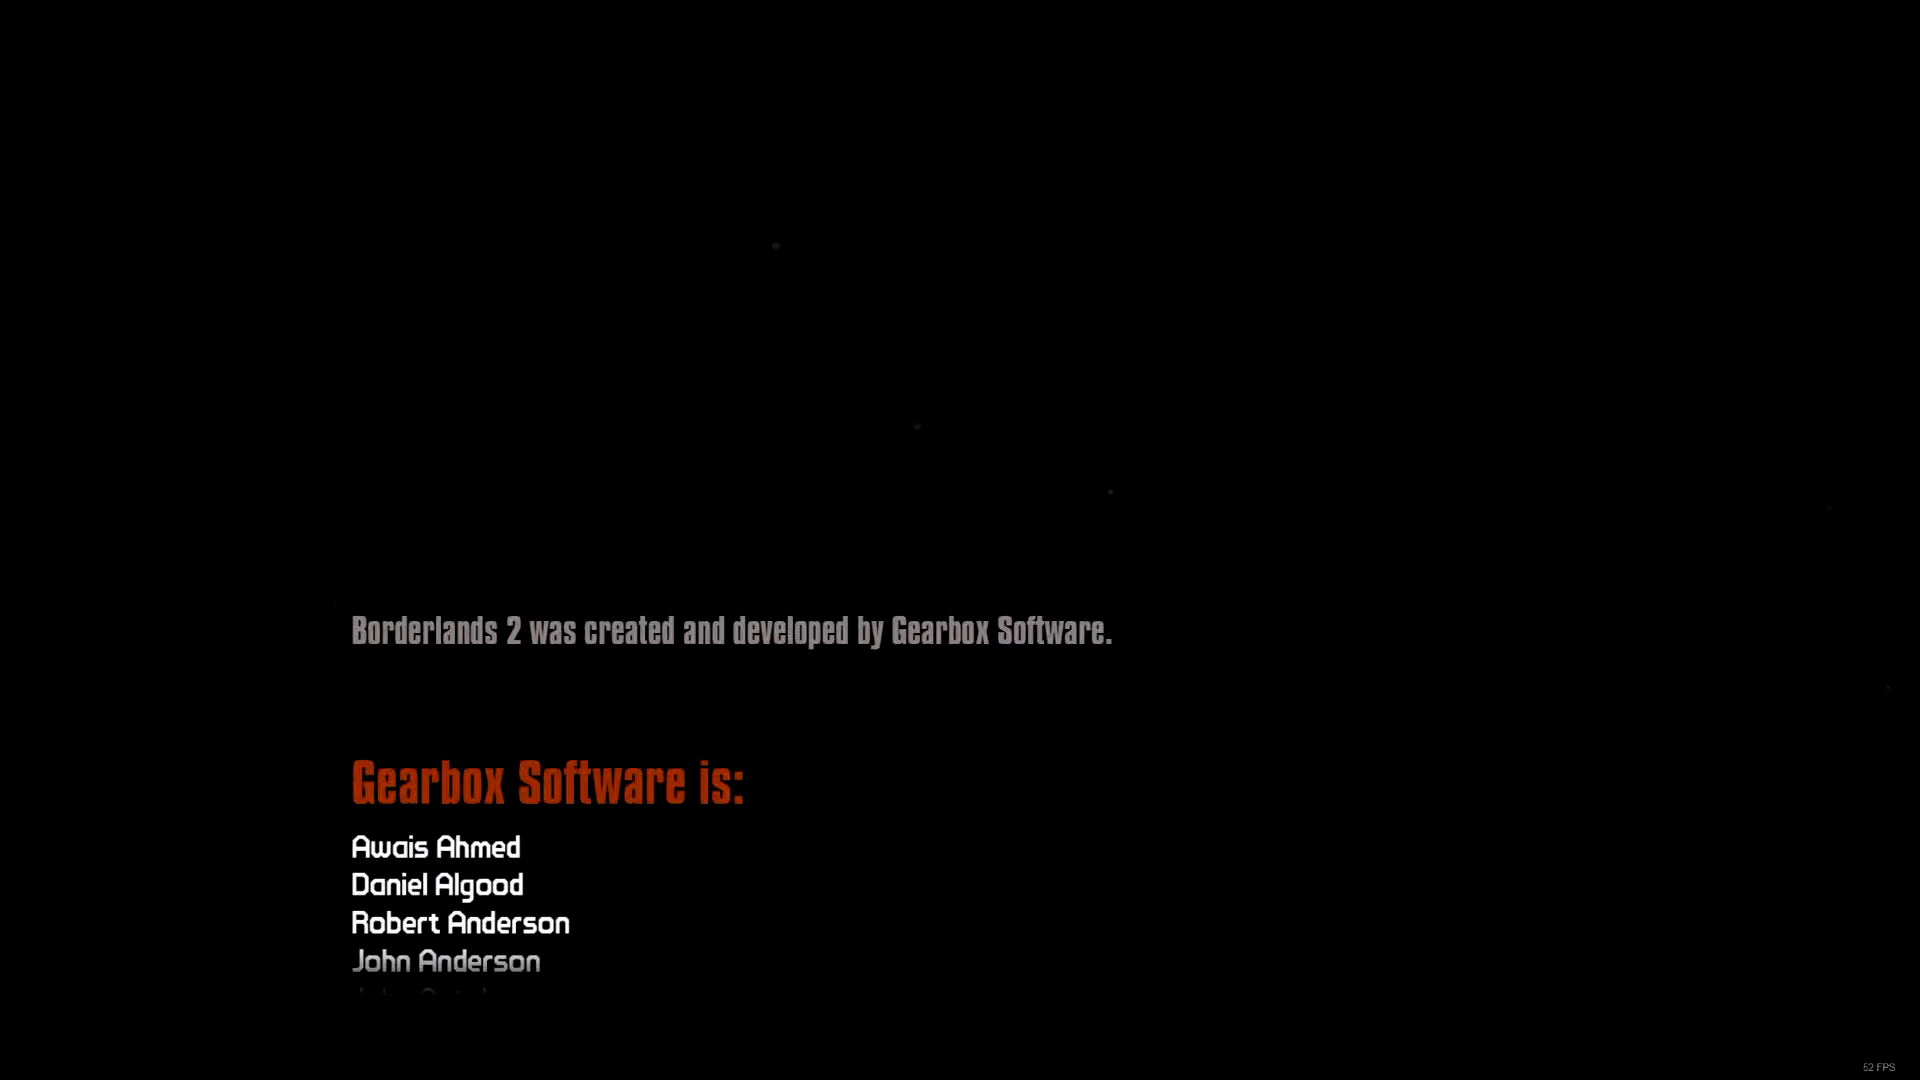 Borderlands 2 was created and developed by Gearbox Software.
Gearbox Software is:
Awais Ahmed
Daniel Algood
Robert Anderson
John Anderson
52 FPS